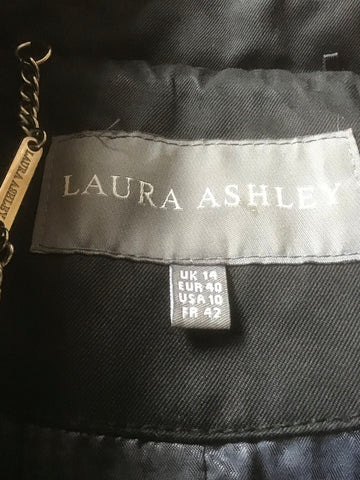 LAURA ASHLEY
LAURA ASHLEY
UK 14
EUR 40
USA 10
FR 42